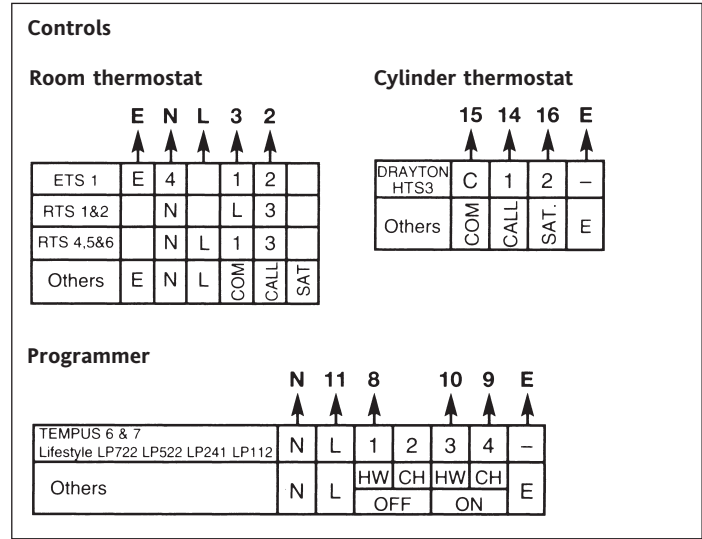 Controls
Room thermostat
E N L 3 2
ETS 1 E 4 1 2
RTS 1&2 N L 3
RTS 4,5&6 N L 1 3
Others E N L COM CALL SAT
Cylinder thermostat
15 14 16 E
DRAYTON
HTS3 C 1 2 –
Others COM CALL SAT. E
Programmer
N 11 8 10 9 E
TEMPUS 6 & 7
Lifestyle LP722 LP522 LP241 LP112 N L 1 2 3 4 –
Others N L HW CH HW CH E
OFF ON